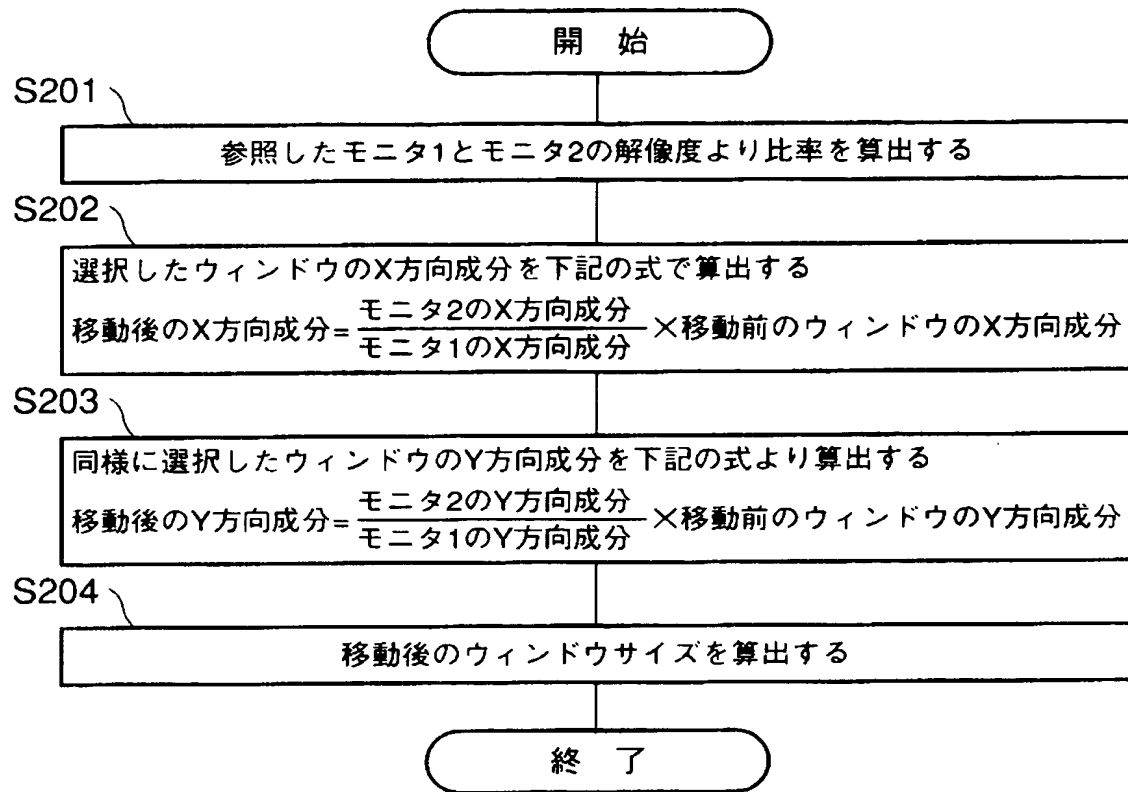 開 始
S201
参照したモニタ1とモニタ2の解像度より比率を算出する
S202
選択したウィンドウのX方向成分を下記の式で算出する
移動後のX方向成分=モニタ2のX方向成分/モニタ1のX方向成分×移動前のウィンドウのX方向成分
S203
同様に選択したウィンドウのY方向成分を下記の式より算出する
移動後のY方向成分=モニタ2のY方向成分/モニタ1のY方向成分×移動前のウィンドウのY方向成分
S204
移動後のウィンドウサイズを算出する
終 了